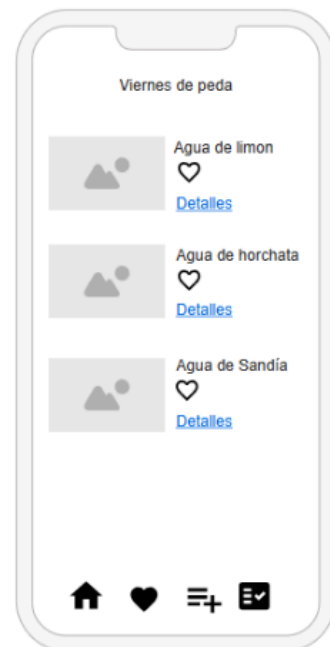 Viernes de peda
Agua de limon
Detalles
Agua de horchata
Detalles
Agua de Sandía
Detalles